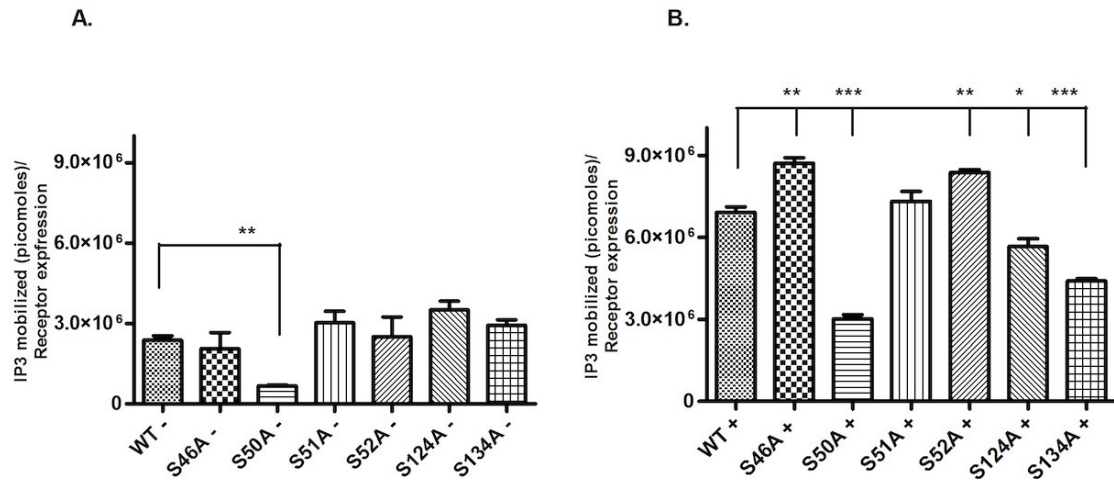 A.
IP3 mobilized (picomoles)/
Receptor expfression
9.0×10⁶
6.0×10⁶
3.0×10⁶
0
**
WT -
S46A -
S50A -
S51A -
S52A -
S124A -
S134A -
B.
IP3 mobilized (picomoles)/
Receptor expression
9.0×10⁶
6.0×10⁶
3.0×10⁶
0
** *** ** * ***
WT +
S46A +
S50A +
S51A +
S52A +
S124A +
S134A +